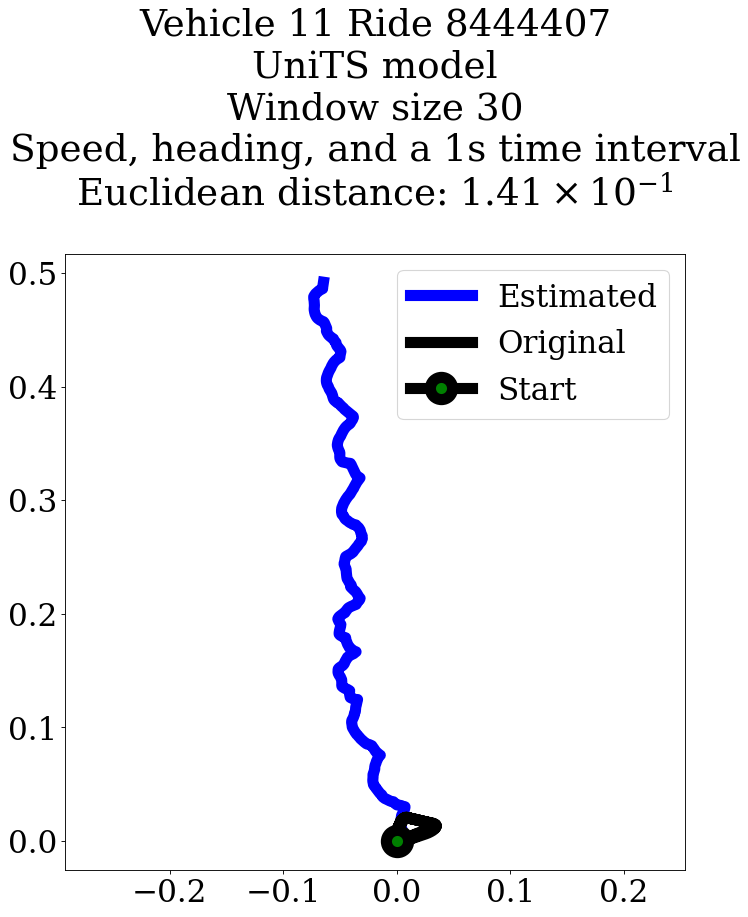 Vehicle 11 Ride 8444407
UniTS model
Window size 30
Speed, heading, and a 1s time interval
Euclidean distance: 1.41 × 10⁻¹
Estimated
Original
Start
0.5
0.4
0.3
0.2
0.1
0.0
−0.2 −0.1 0.0 0.1 0.2